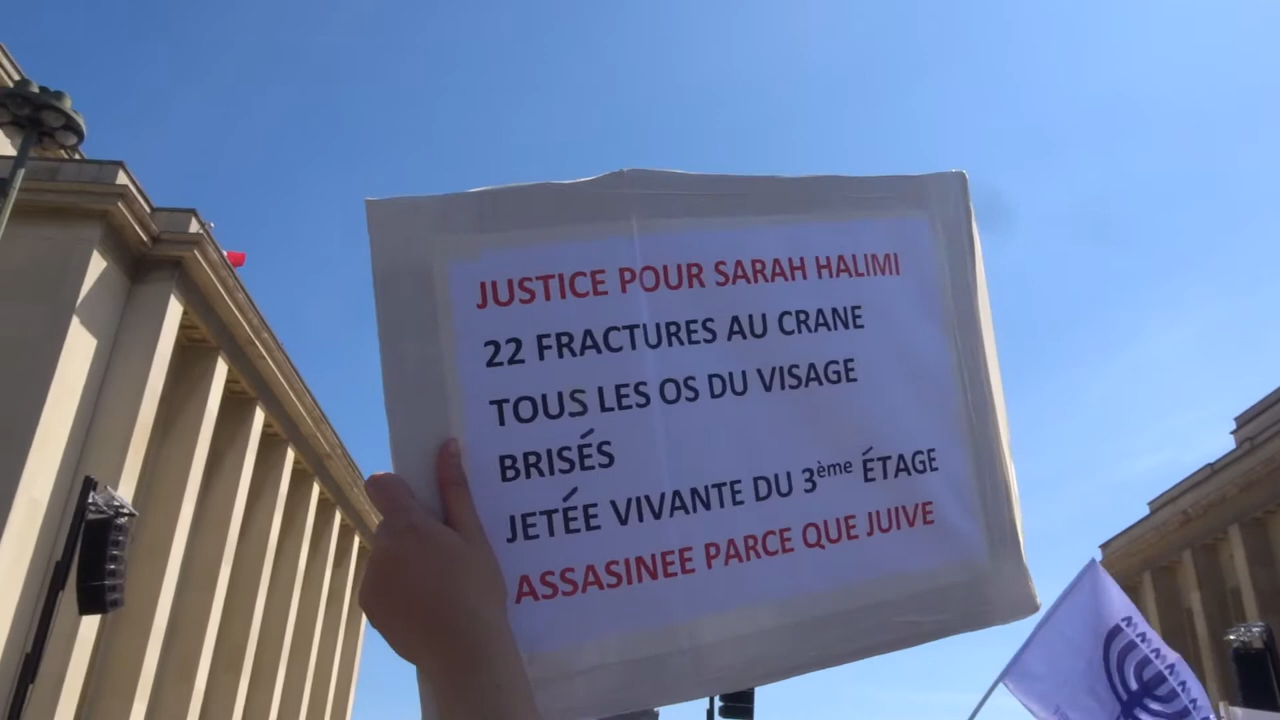 JUSTICE POUR SARAH HALIMI
22 FRACTURES AU CRANE
TOUS LES OS DU VISAGE
BRISÉS
JETÉE VIVANTE DU 3ème ÉTAGE
ASSASINEE PARCE QUE JUIVE